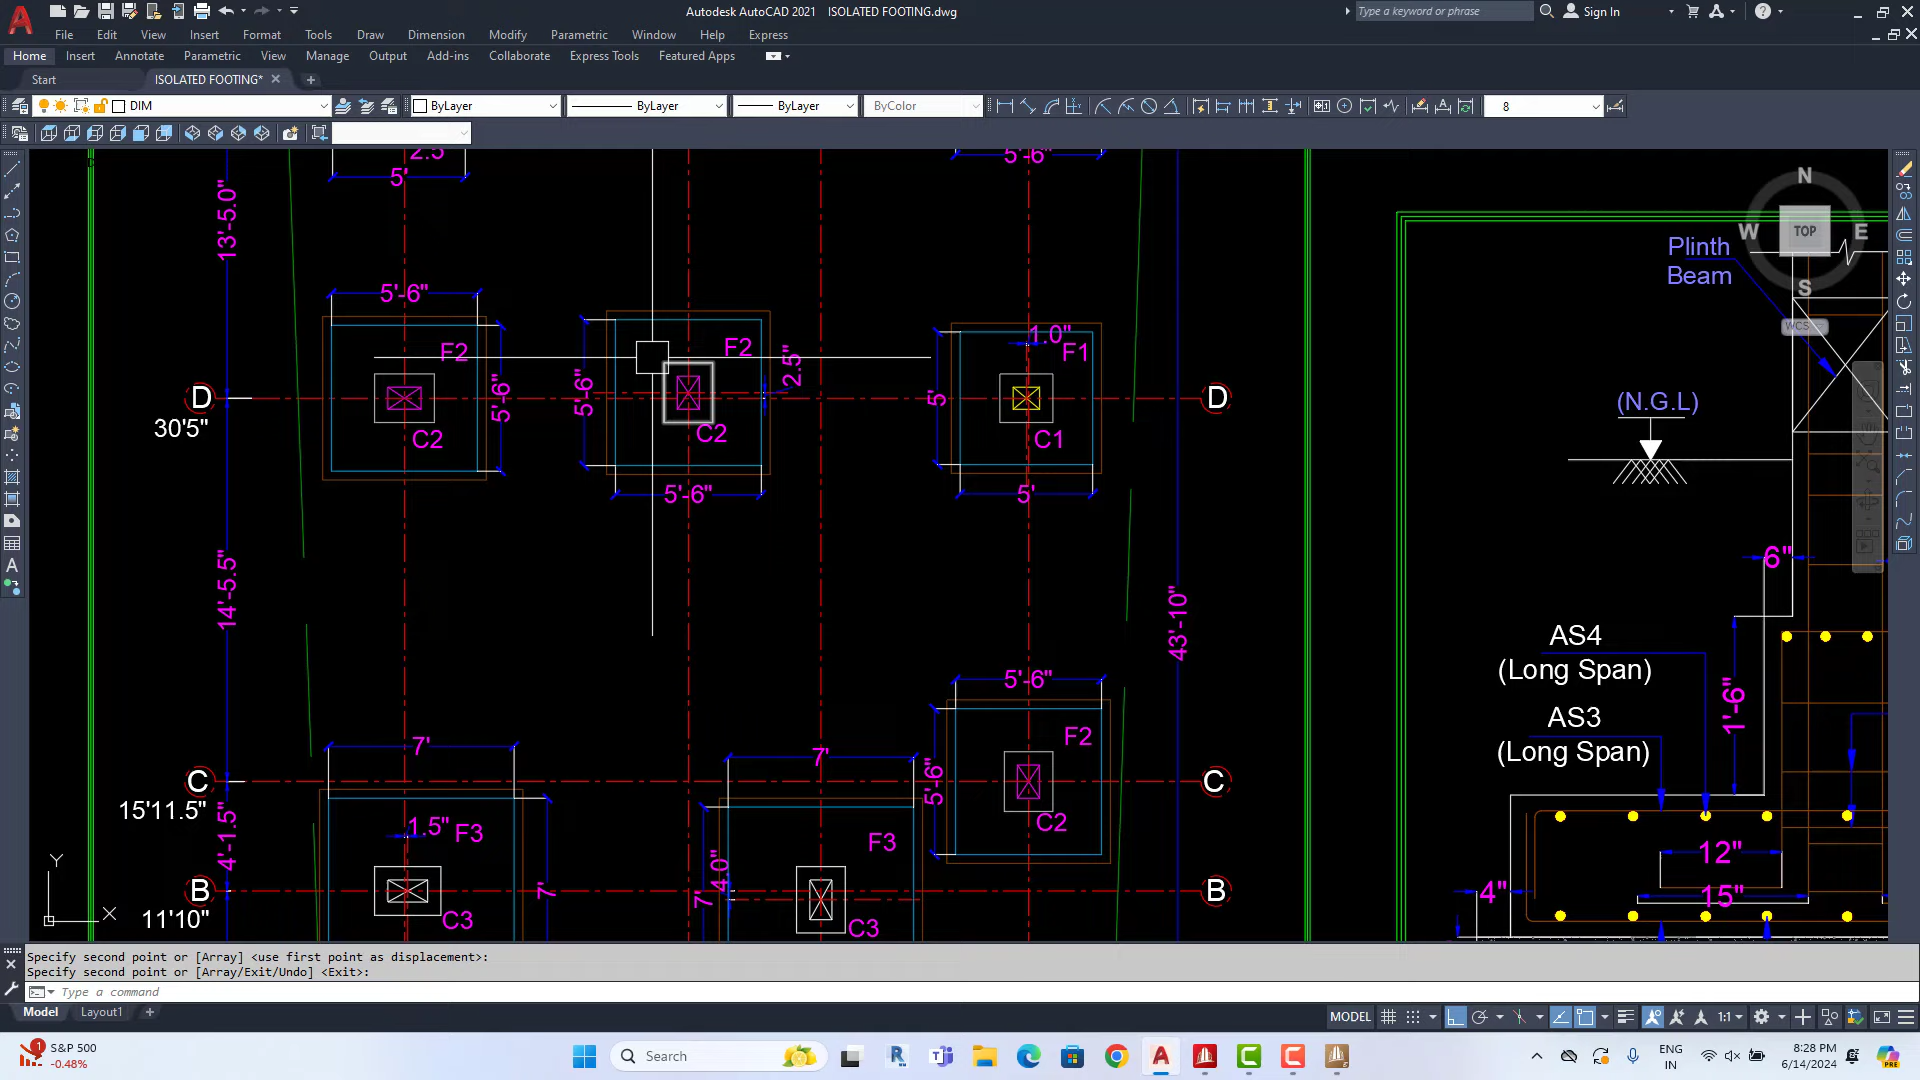 Autodesk AutoCAD 2021   ISOLATED FOOTING.dwg
Type a keyword or phrase
Sign In
File Edit View Insert Format Tools Draw Dimension Modify Parametric Window Help Express
Home Insert Annotate Parametric View Manage Output Add-ins Collaborate Express Tools Featured Apps
Start
ISOLATED FOOTING*
DIM
ByLayer
ByLayer
ByLayer
ByColor
8
2.5
5'
5'-6"
13'-5.0"
N
W
TOP
E
S
WCS
Plinth
Beam
5'-6"
F2
F2
2.5"
1.0"
F1
D
30'5"
5'-6"
5'-6"
5'
D
C2
C2
C1
5'-6"
5'
(N.G.L)
14'-5.5"
43'-10"
6"
AS4
(Long Span)
1'-6"
AS3
(Long Span)
5'-6"
F2
7'
7'
C
15'11.5"
5'-6"
C
C2
4'-1.5"
1.5"
F3
F3
4.0"
B
11'10"
7'
7'
B
C3
C3
12"
4"
15"
Y
X
Specify second point or [Array] <use first point as displacement>:
Specify second point or [Array/Exit/Undo] <Exit>:
Type a command
Model
Layout1
MODEL
1:1
1
S&P 500
-0.48%
Search
ENG
IN
8:28 PM
6/14/2024
PRE